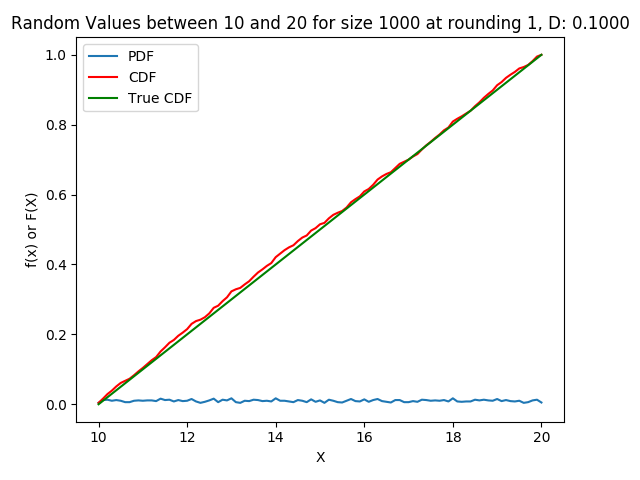 Random Values between 10 and 20 for size 1000 at rounding 1, D: 0.1000
PDF
CDF
True CDF
1.0
0.8
0.6
0.4
0.2
0.0
f(x) or F(X)
10
12
14
16
18
20
X